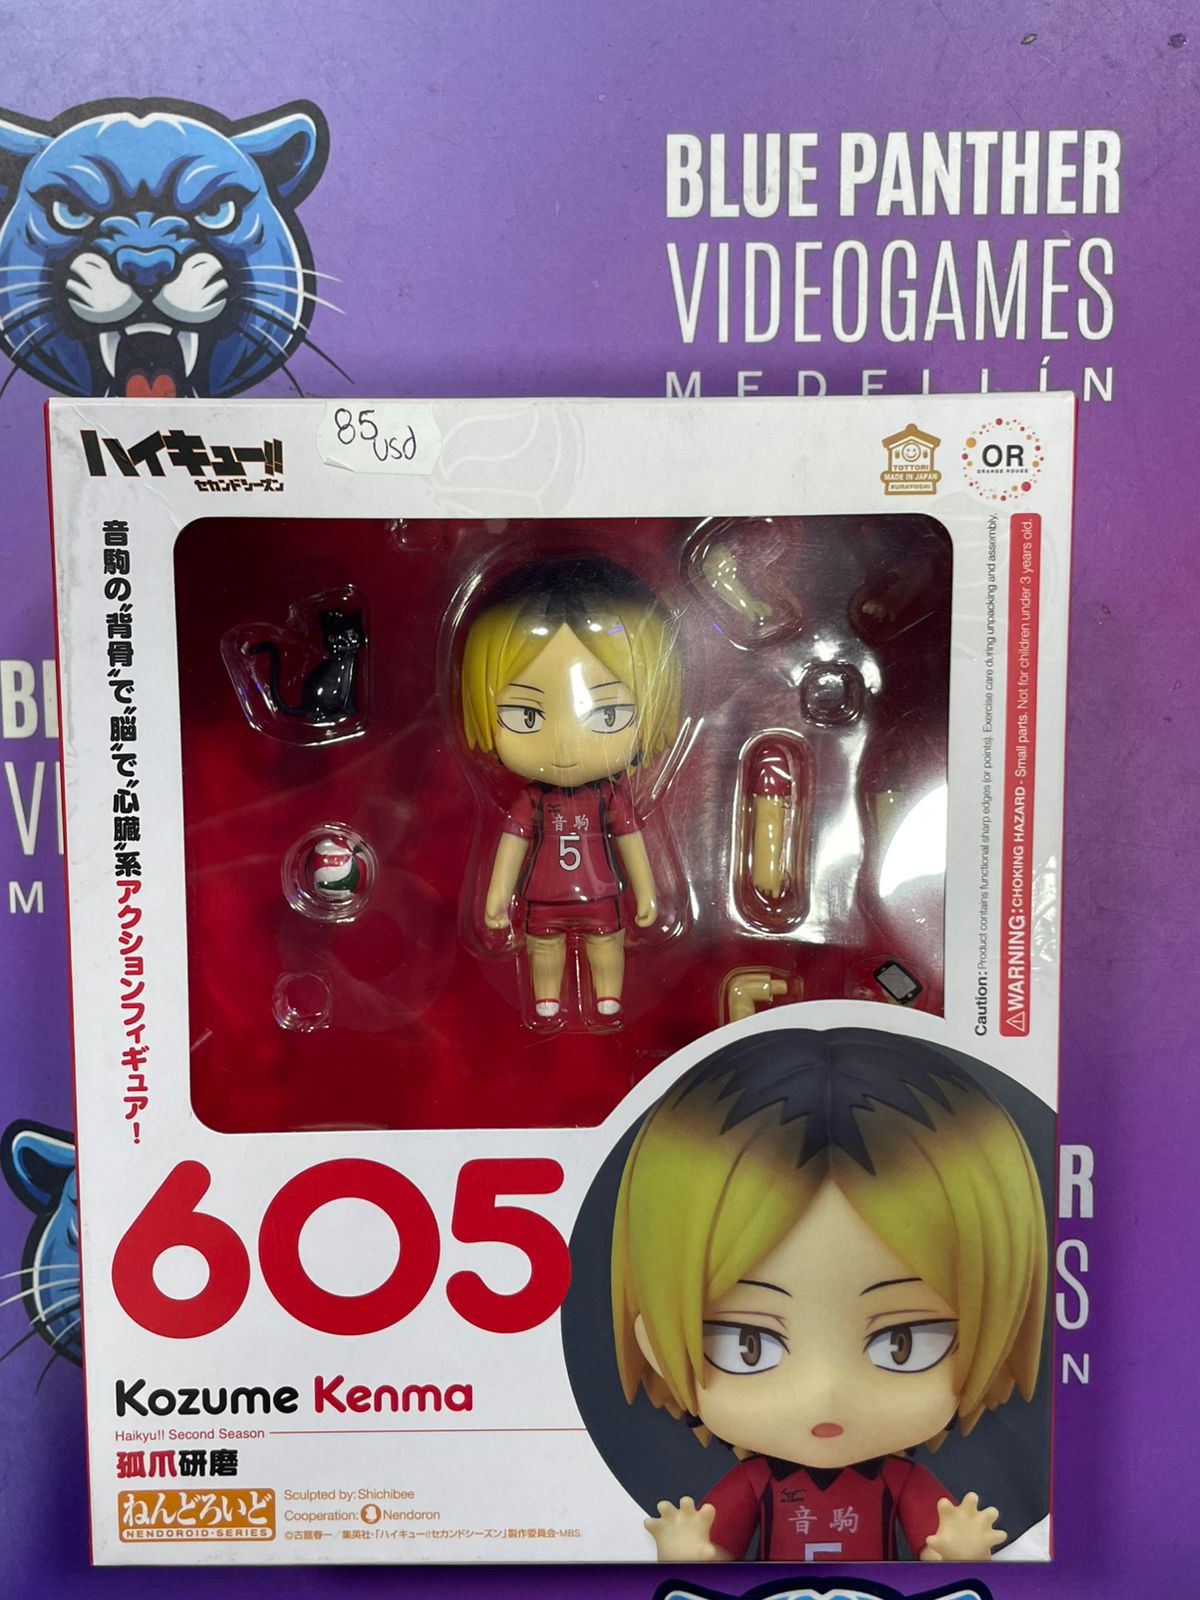 BLUE PANTHER
VIDEOGAMES
MEDELLÍN
ハイキュー!!
セカンドシーズン
85 usd
TOTTORI
MADE IN JAPAN
KURAYOSHI
OR
ORANGE ROUGE
音駒の“背骨”で“脳”で“心臓”系アクションフィギュア!
音駒
5
Caution: Product contains functional sharp edges (or points). Exercise care during unpacking and assembly.
⚠WARNING: CHOKING HAZARD - Small parts. Not for children under 3 years old.
BL
V
M
605
Kozume Kenma
Haikyu!! Second Season
孤爪研磨
ねんどろいど
NENDOROID·SERIES
Sculpted by: Shichibee
Cooperation: Nendoron
©古舘春一/集英社・「ハイキュー!!セカンドシーズン」製作委員会・MBS
音駒
5
R
S
N